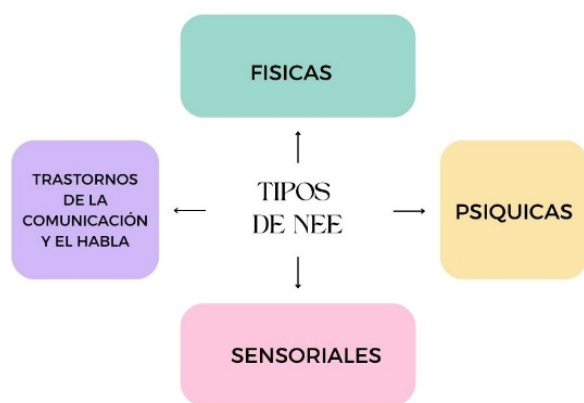 FISICAS
TRASTORNOS
DE LA
COMUNICACIÓN
Y EL HABLA
TIPOS
DE NEE
PSIQUICAS
SENSORIALES